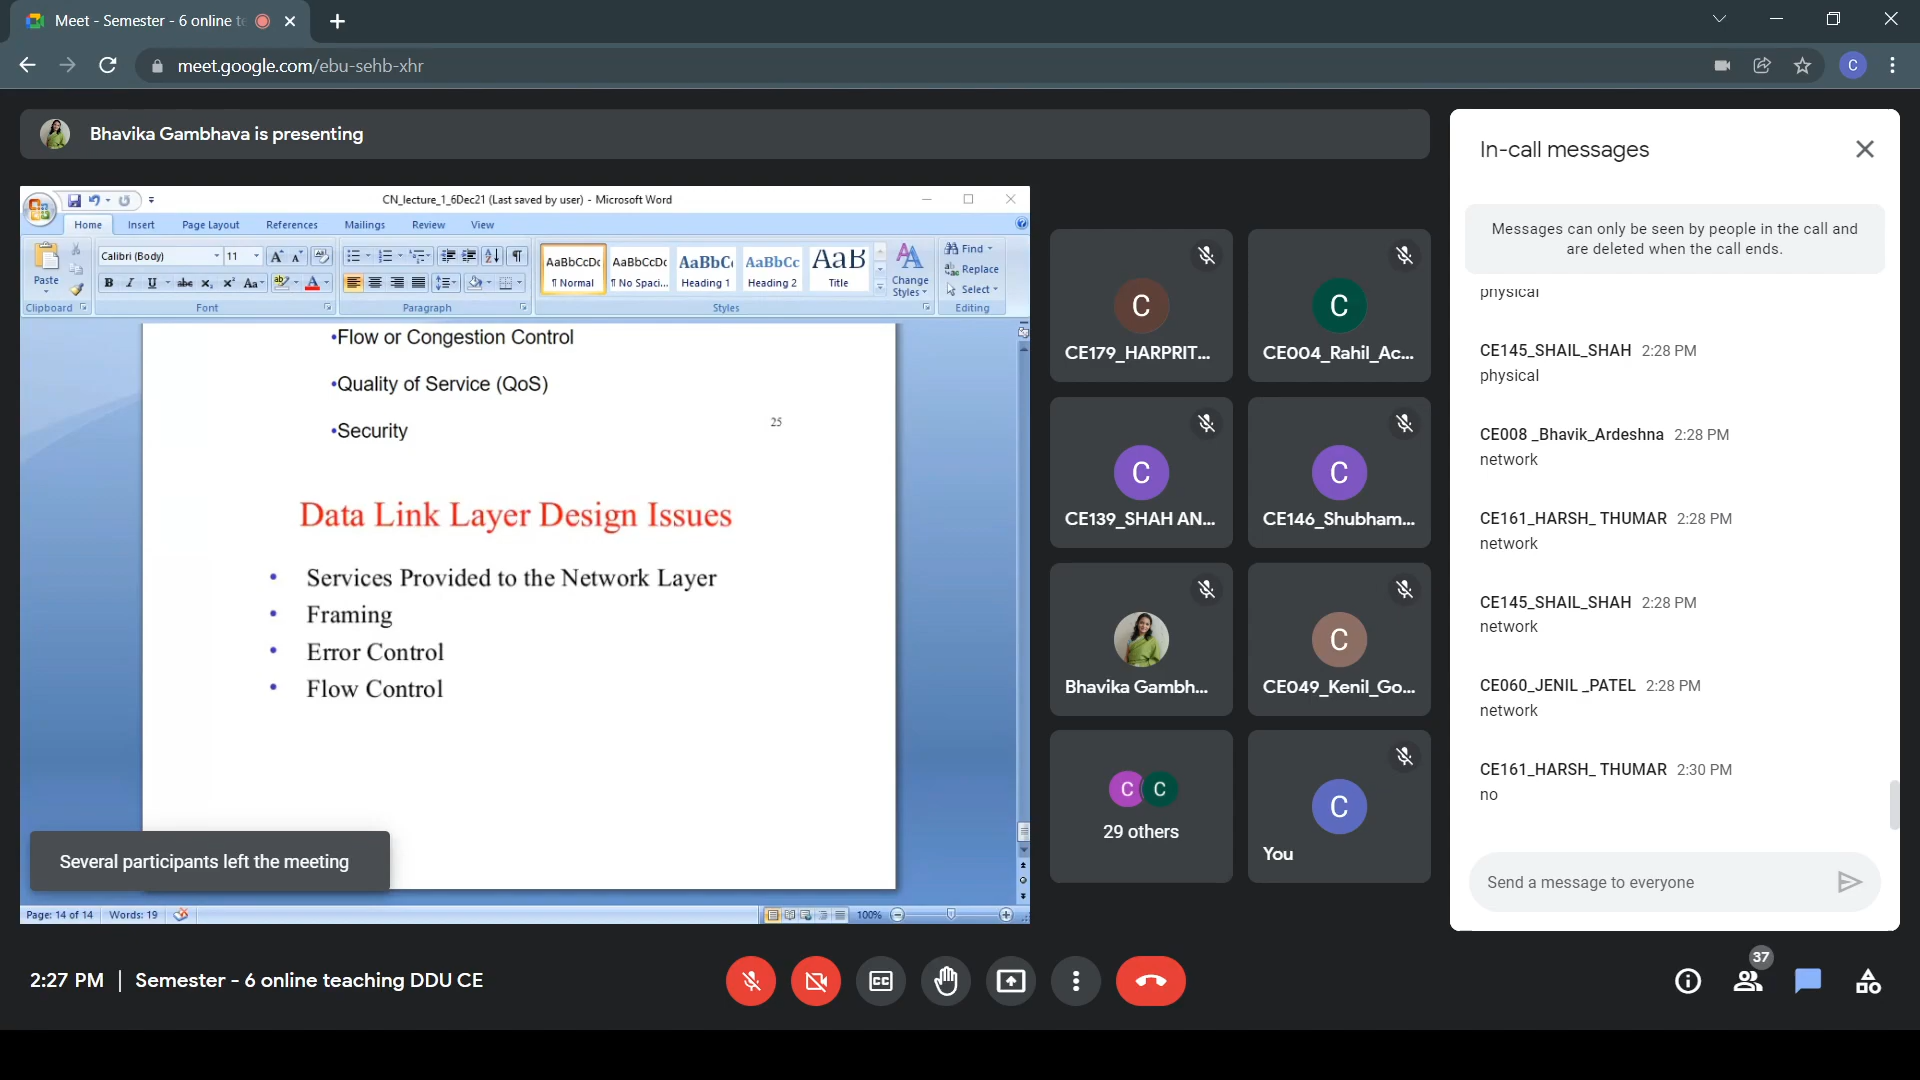 Meet - Semester - 6 online te
meet.google.com/ebu-sehb-xhr
C
Bhavika Gambhava is presenting
CN_lecture_1_6Dec21 (Last saved by user) - Microsoft Word
Home Insert Page Layout References Mailings Review View
Calibri (Body) 11
Paste
B I U abc x₂ x² Aa A
AaBbCcDc AaBbCcDc AaBbC AaBbCc AaB
¶ Normal ¶ No Spaci... Heading 1 Heading 2 Title
Change Styles
Find
Replace
Select
Clipboard Font Paragraph Styles Editing
•Flow or Congestion Control
•Quality of Service (QoS)
25
•Security
Data Link Layer Design Issues
• Services Provided to the Network Layer
• Framing
• Error Control
• Flow Control
Several participants left the meeting
Page: 14 of 14 Words: 19 100%
C
CE179_HARPRIT...
C
CE004_Rahil_Ac...
C
CE139_SHAH AN...
C
CE146_Shubham...
Bhavika Gambh...
C
CE049_Kenil_Go...
C C
29 others
C
You
In-call messages
Messages can only be seen by people in the call and
are deleted when the call ends.
physical
CE145_SHAIL_SHAH 2:28 PM
physical
CE008 _Bhavik_Ardeshna 2:28 PM
network
CE161_HARSH_ THUMAR 2:28 PM
network
CE145_SHAIL_SHAH 2:28 PM
network
CE060_JENIL _PATEL 2:28 PM
network
CE161_HARSH_ THUMAR 2:30 PM
no
Send a message to everyone
2:27 PM | Semester - 6 online teaching DDU CE
CC
37